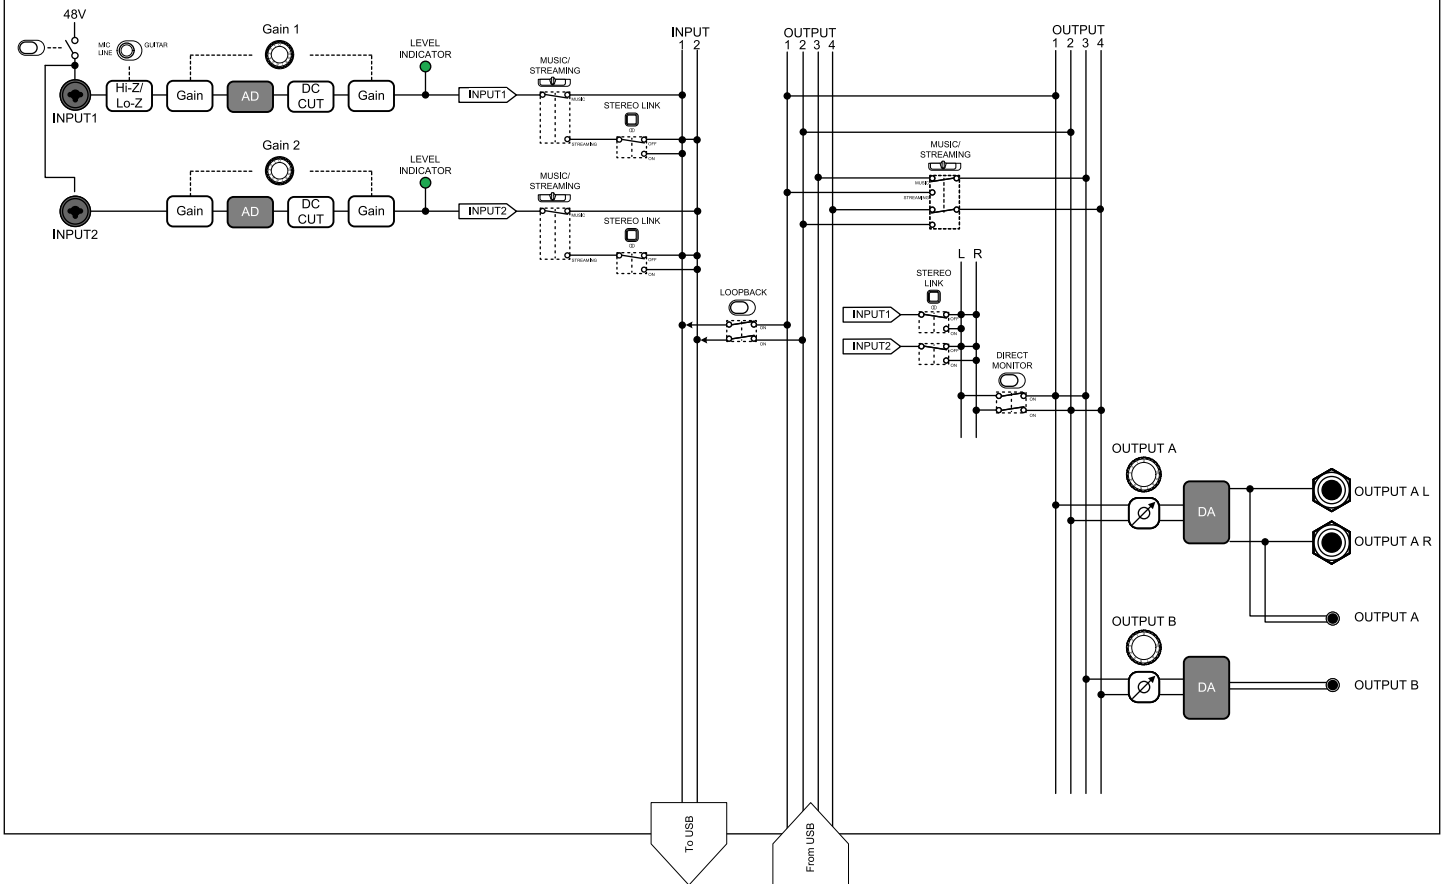 48V
MIC
LINE
GUITAR
INPUT1
Hi-Z/
Lo-Z
Gain 1
Gain
AD
DC
CUT
Gain
LEVEL
INDICATOR
INPUT1
MUSIC/
STREAMING
MUSIC
STREAMING
STEREO LINK
OFF
ON
INPUT2
Gain 2
Gain
AD
DC
CUT
Gain
LEVEL
INDICATOR
INPUT2
MUSIC/
STREAMING
MUSIC
STREAMING
STEREO LINK
OFF
ON
INPUT
1 2
OUTPUT
1 2 3 4
OUTPUT
1 2 3 4
MUSIC/
STREAMING
MUSIC
STREAMING
LOOPBACK
ON
ON
L R
STEREO
LINK
INPUT1
OFF
ON
INPUT2
OFF
ON
DIRECT
MONITOR
ON
ON
OUTPUT A
DA
OUTPUT A L
OUTPUT A R
OUTPUT A
OUTPUT B
DA
OUTPUT B
To USB
From USB